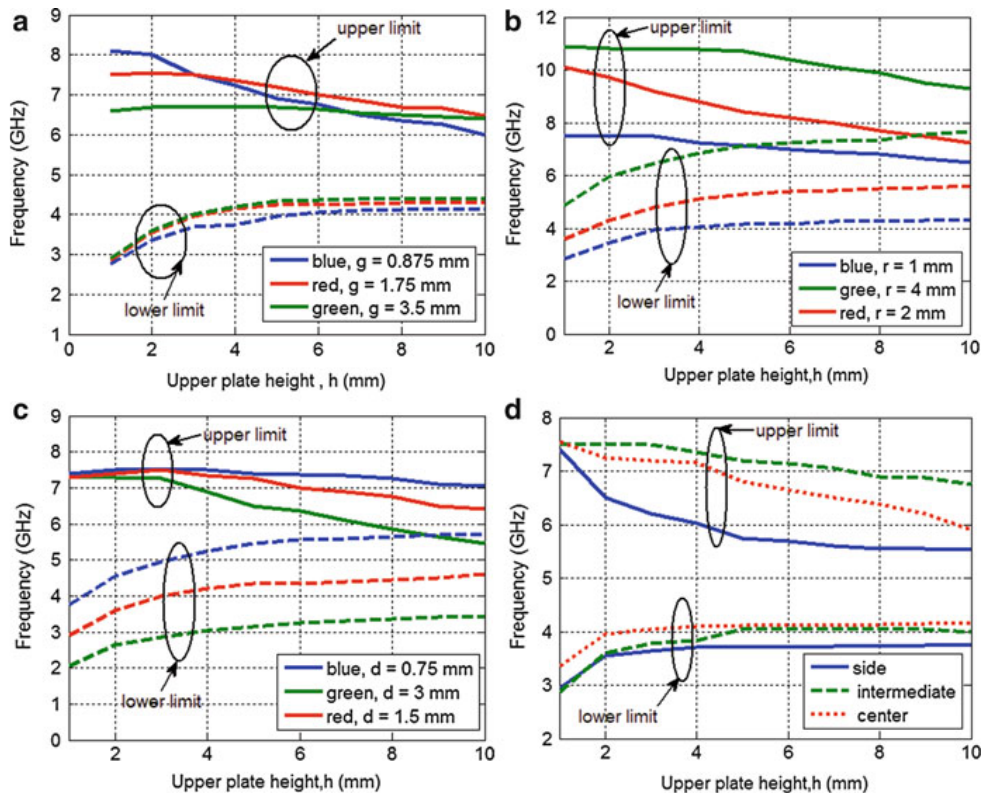 a
9
8
7
6
5
4
3
2
1
0 2 4 6 8 10
Frequency (GHz)
Upper plate height , h (mm)
upper limit
lower limit
blue, g = 0.875 mm
red, g = 1.75 mm
green, g = 3.5 mm
b
12
10
8
6
4
2
0
2 4 6 8 10
Frequency (GHz)
Upper plate height,h (mm)
upper limit
lower limit
blue, r = 1 mm
gree, r = 4 mm
red, r = 2 mm
c
9
8
7
6
5
4
3
2
1
0
2 4 6 8 10
Frequency (GHz)
Upper plate height,h (mm)
upper limit
lower limit
blue, d = 0.75 mm
green, d = 3 mm
red, d = 1.5 mm
d
8
7
6
5
4
3
2
2 4 6 8 10
Frequency (GHz)
Upper plate height,h (mm)
upper limit
lower limit
side
intermediate
center